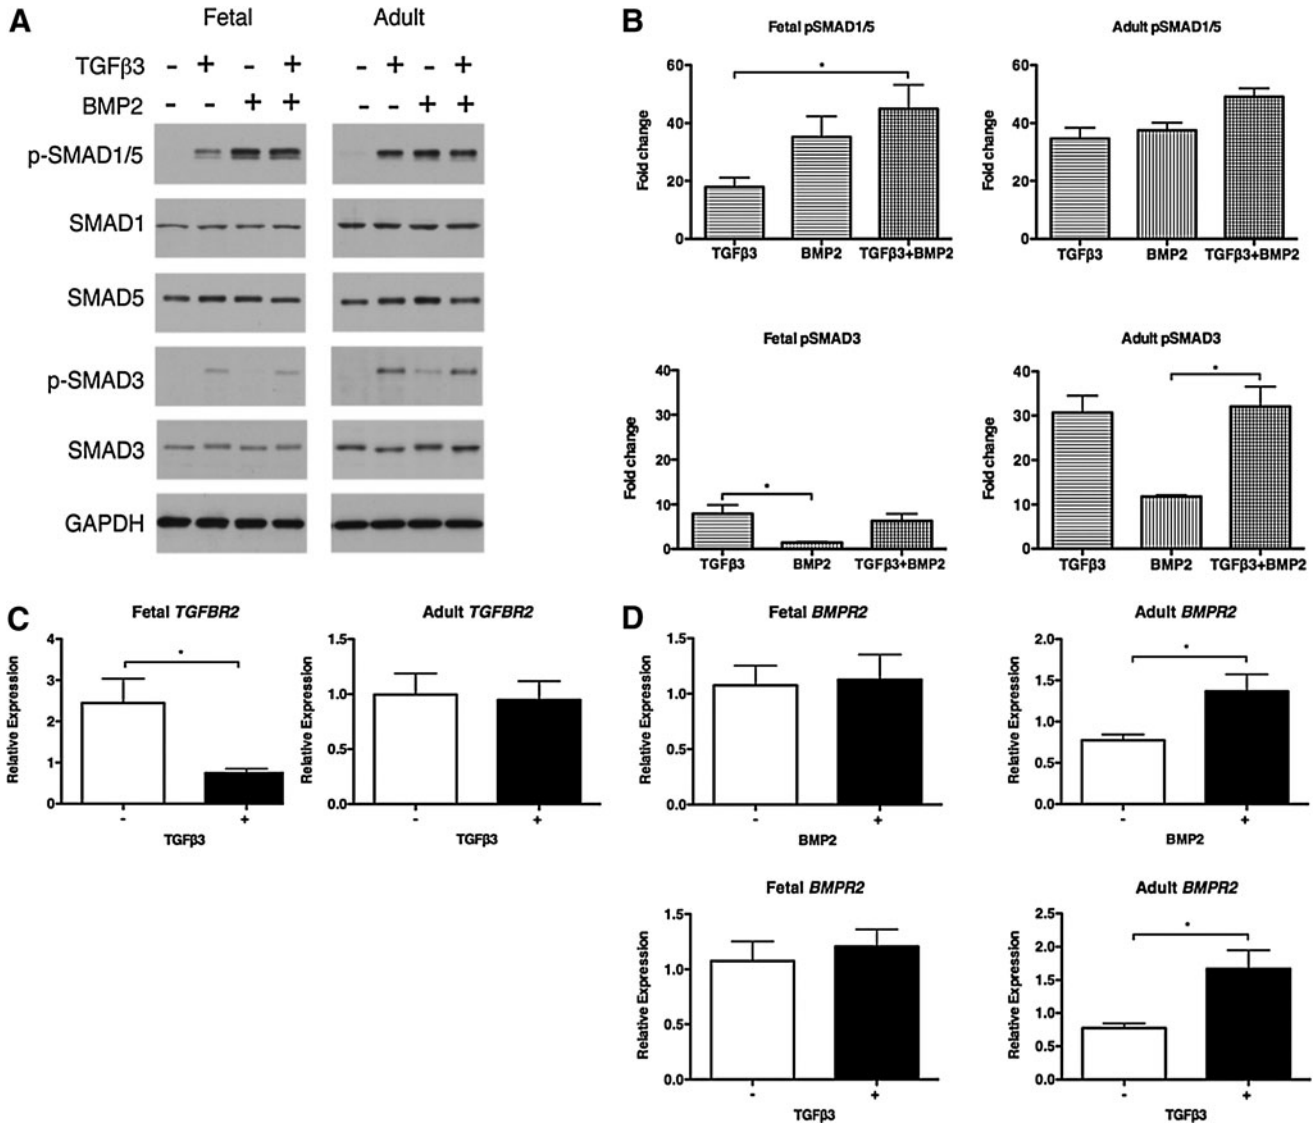 A
Fetal Adult
TGFβ3 - + - + - + - +
BMP2 - - + + - - + +
p-SMAD1/5
SMAD1
SMAD5
p-SMAD3
SMAD3
GAPDH
B
Fetal pSMAD1/5
Fold change
60
40
20
0
TGFβ3 BMP2 TGFβ3+BMP2
*
Adult pSMAD1/5
Fold change
60
40
20
0
TGFβ3 BMP2 TGFβ3+BMP2
Fetal pSMAD3
Fold change
40
30
20
10
0
TGFβ3 BMP2 TGFβ3+BMP2
*
Adult pSMAD3
Fold change
40
30
20
10
0
TGFβ3 BMP2 TGFβ3+BMP2
*
C
Fetal TGFBR2
Relative Expression
4
3
2
1
0
*
- +
TGFβ3
Adult TGFBR2
Relative Expression
1.5
1.0
0.5
0.0
- +
TGFβ3
D
Fetal BMPR2
Relative Expression
1.5
1.0
0.5
0.0
- +
BMP2
Adult BMPR2
Relative Expression
2.0
1.5
1.0
0.5
0.0
*
- +
BMP2
Fetal BMPR2
Relative Expression
1.5
1.0
0.5
0.0
- +
TGFβ3
Adult BMPR2
Relative Expression
2.5
2.0
1.5
1.0
0.5
0.0
*
- +
TGFβ3